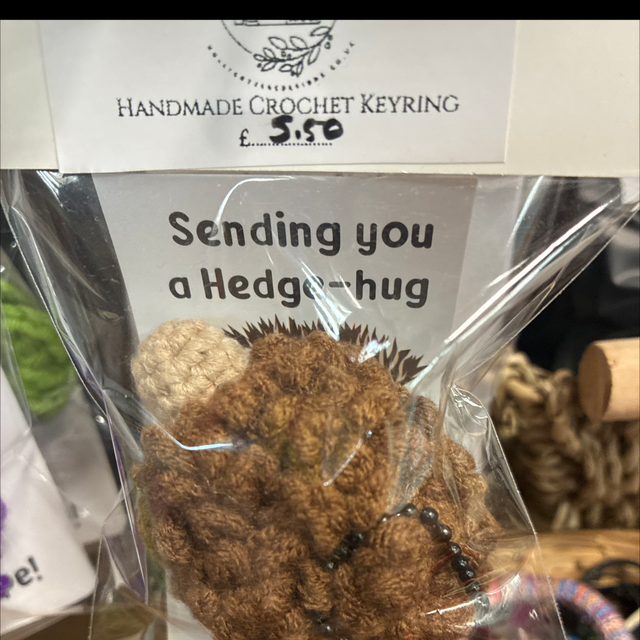 HANDMADE CROCHET KEYRING
£ 5.50
Sending you
a Hedge-hug